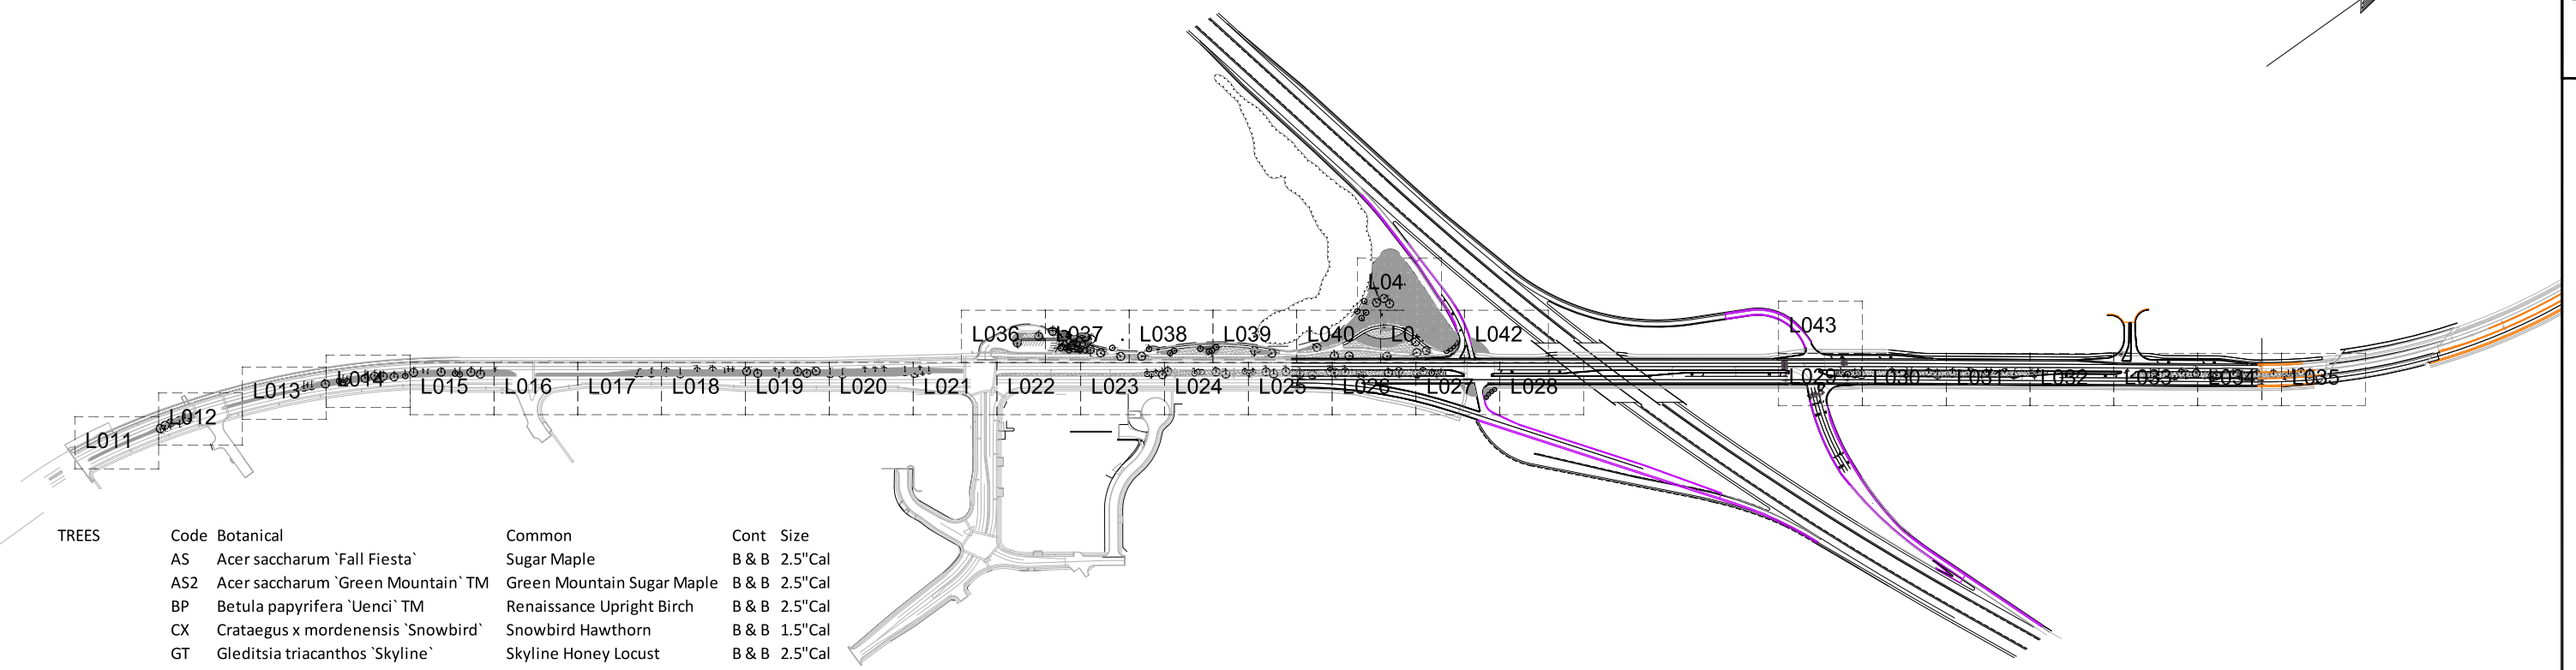 L04
L036 L037 L038 L039 L040 L0 L042 L043
L011 L012 L013 L014 L015 L016 L017 L018 L019 L020 L021 L022 L023 L024 L025 L026 L027 L028 L029 L030 L031 L032 L033 L034 L035
TREES Code Botanical Common Cont Size
AS Acer saccharum `Fall Fiesta` Sugar Maple B & B 2.5"Cal
AS2 Acer saccharum `Green Mountain` TM Green Mountain Sugar Maple B & B 2.5"Cal
BP Betula papyrifera `Uenci` TM Renaissance Upright Birch B & B 2.5"Cal
CX Crataegus x mordenensis `Snowbird` Snowbird Hawthorn B & B 1.5"Cal
GT Gleditsia triacanthos `Skyline` Skyline Honey Locust B & B 2.5"Cal